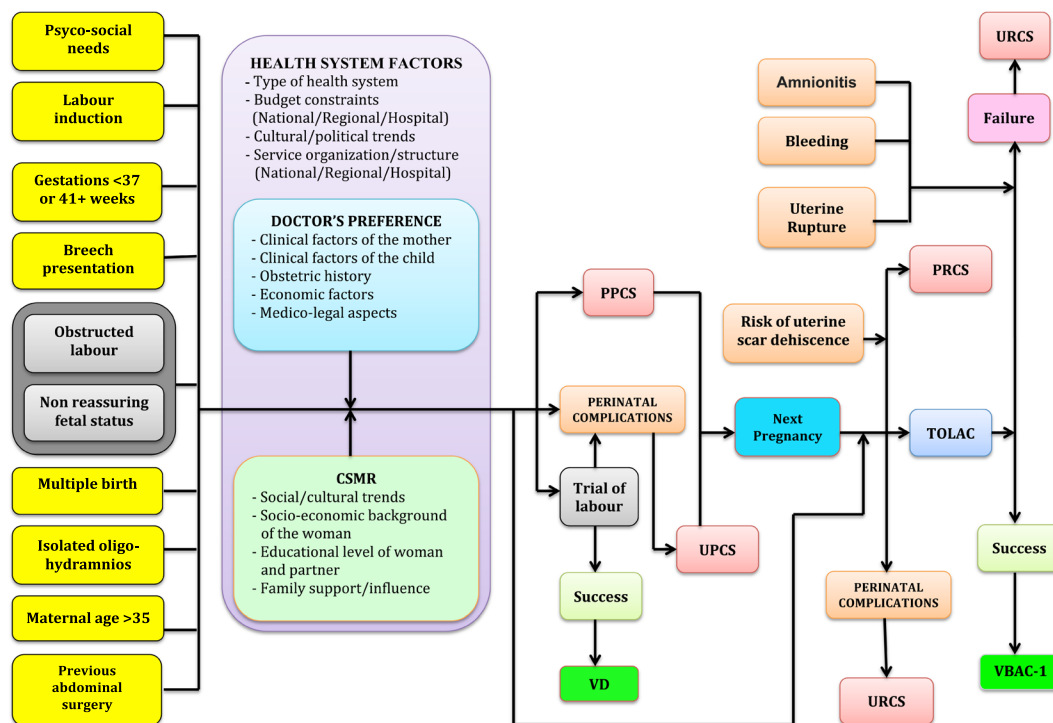 Psyco-social
needs
Labour
induction
Gestations <37
or 41+ weeks
Breech
presentation
Obstructed
labour
Non reassuring
fetal status
Multiple birth
Isolated oligo-
hydramnios
Maternal age >35
Previous
abdominal
surgery
HEALTH SYSTEM FACTORS
- Type of health system
- Budget constraints
(National/Regional/Hospital)
- Cultural/political trends
- Service organization/structure
(National/Regional/Hospital)
DOCTOR'S PREFERENCE
- Clinical factors of the mother
- Clinical factors of the child
- Obstetric history
- Economic factors
- Medico-legal aspects
CSMR
- Social/cultural trends
- Socio-economic background
of the woman
- Educational level of woman
and partner
- Family support/influence
PPCS
PERINATAL
COMPLICATIONS
Trial of
labour
UPCS
Success
VD
Next
Pregnancy
Amnionitis
Bleeding
Uterine
Rupture
Risk of uterine
scar dehiscence
PRCS
TOLAC
PERINATAL
COMPLICATIONS
URCS
URCS
Failure
Success
VBAC-1